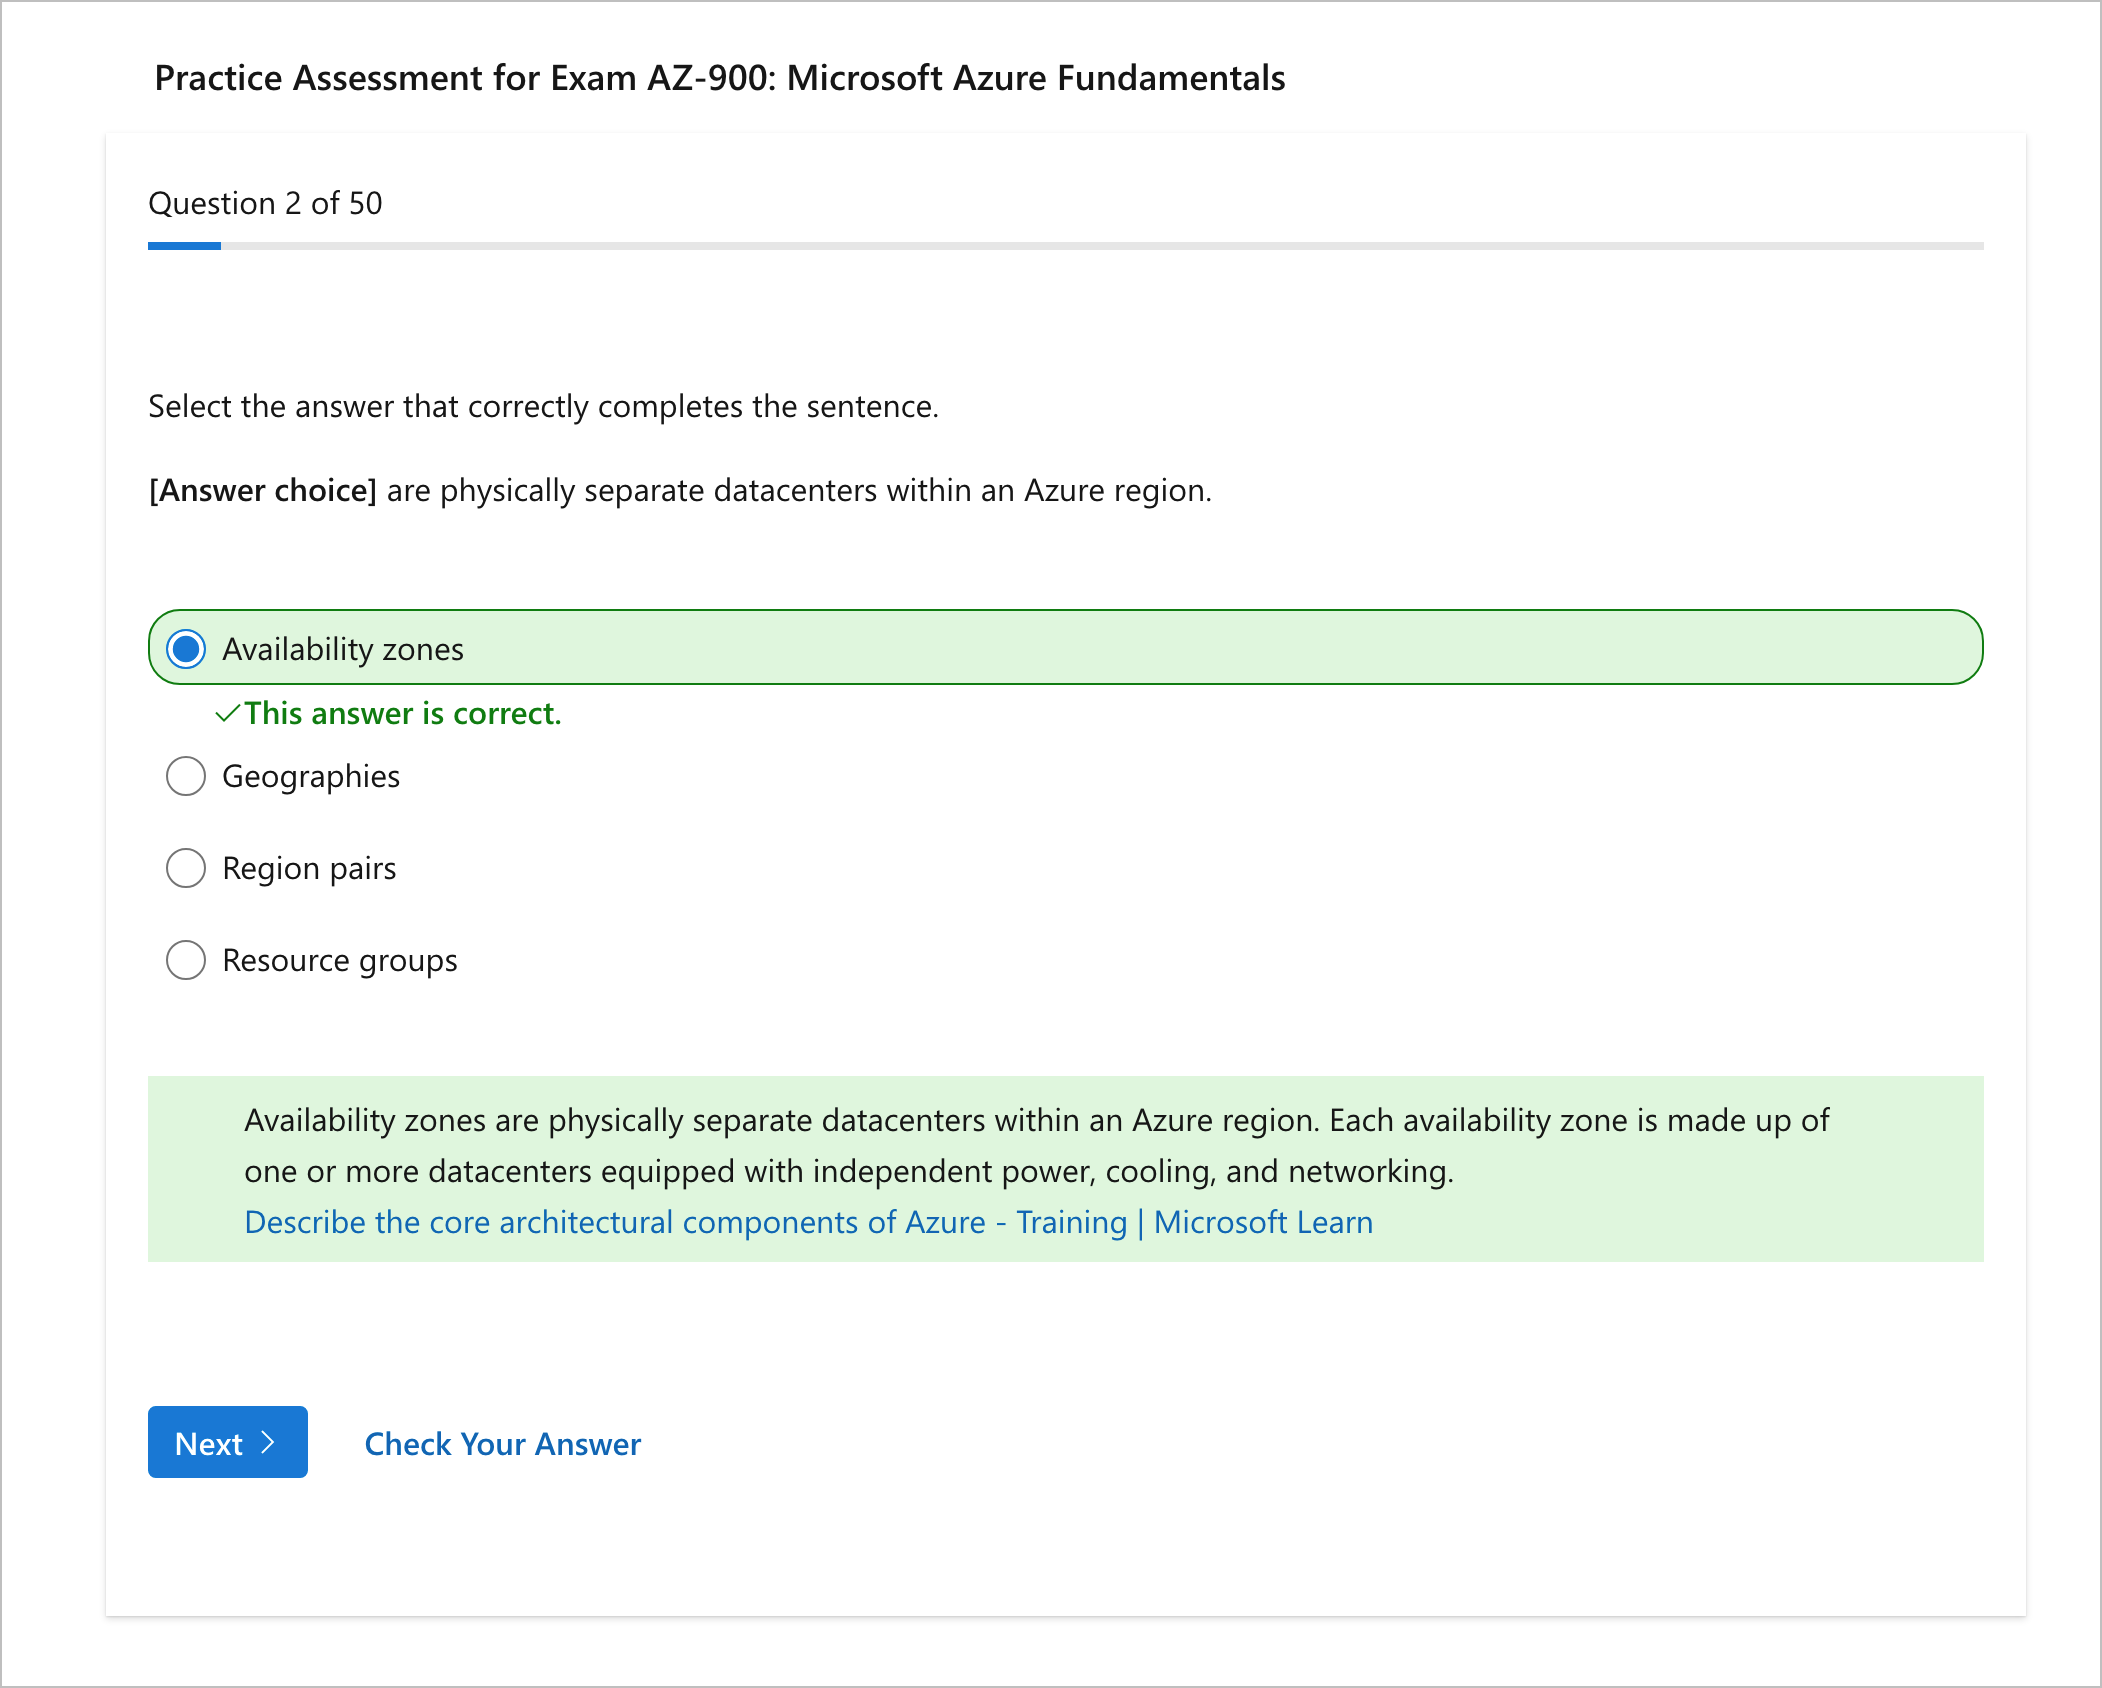 Practice Assessment for Exam AZ-900: Microsoft Azure Fundamentals
Question 2 of 50
Select the answer that correctly completes the sentence.
[Answer choice] are physically separate datacenters within an Azure region.
Availability zones
This answer is correct.
Geographies
Region pairs
Resource groups
Availability zones are physically separate datacenters within an Azure region. Each availability zone is made up of
one or more datacenters equipped with independent power, cooling, and networking.
Describe the core architectural components of Azure - Training | Microsoft Learn
Next
Check Your Answer